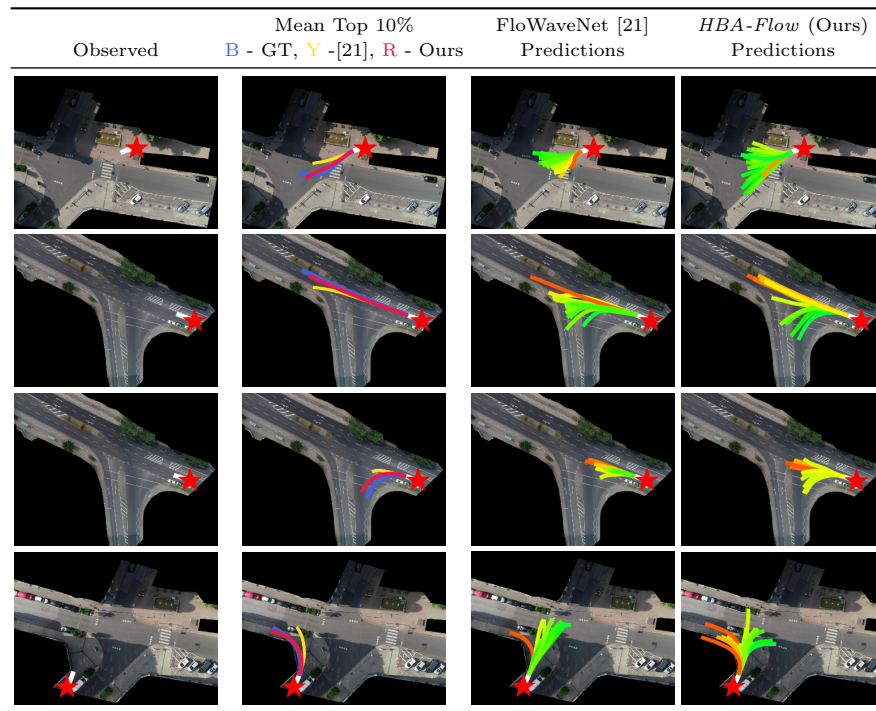 Mean Top 10% FloWaveNet [21] HBA-Flow (Ours)
Observed B - GT, Y -[21], R - Ours Predictions Predictions